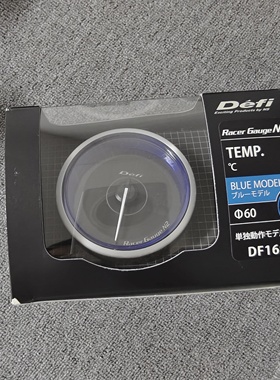 Defi
Exciting Products by NS
Racer Gauge N
TEMP.
℃
BLUE MODEL
ブルーモデル
Φ60
単独動作モデ
DF16
Defi
Racer Gauge N2